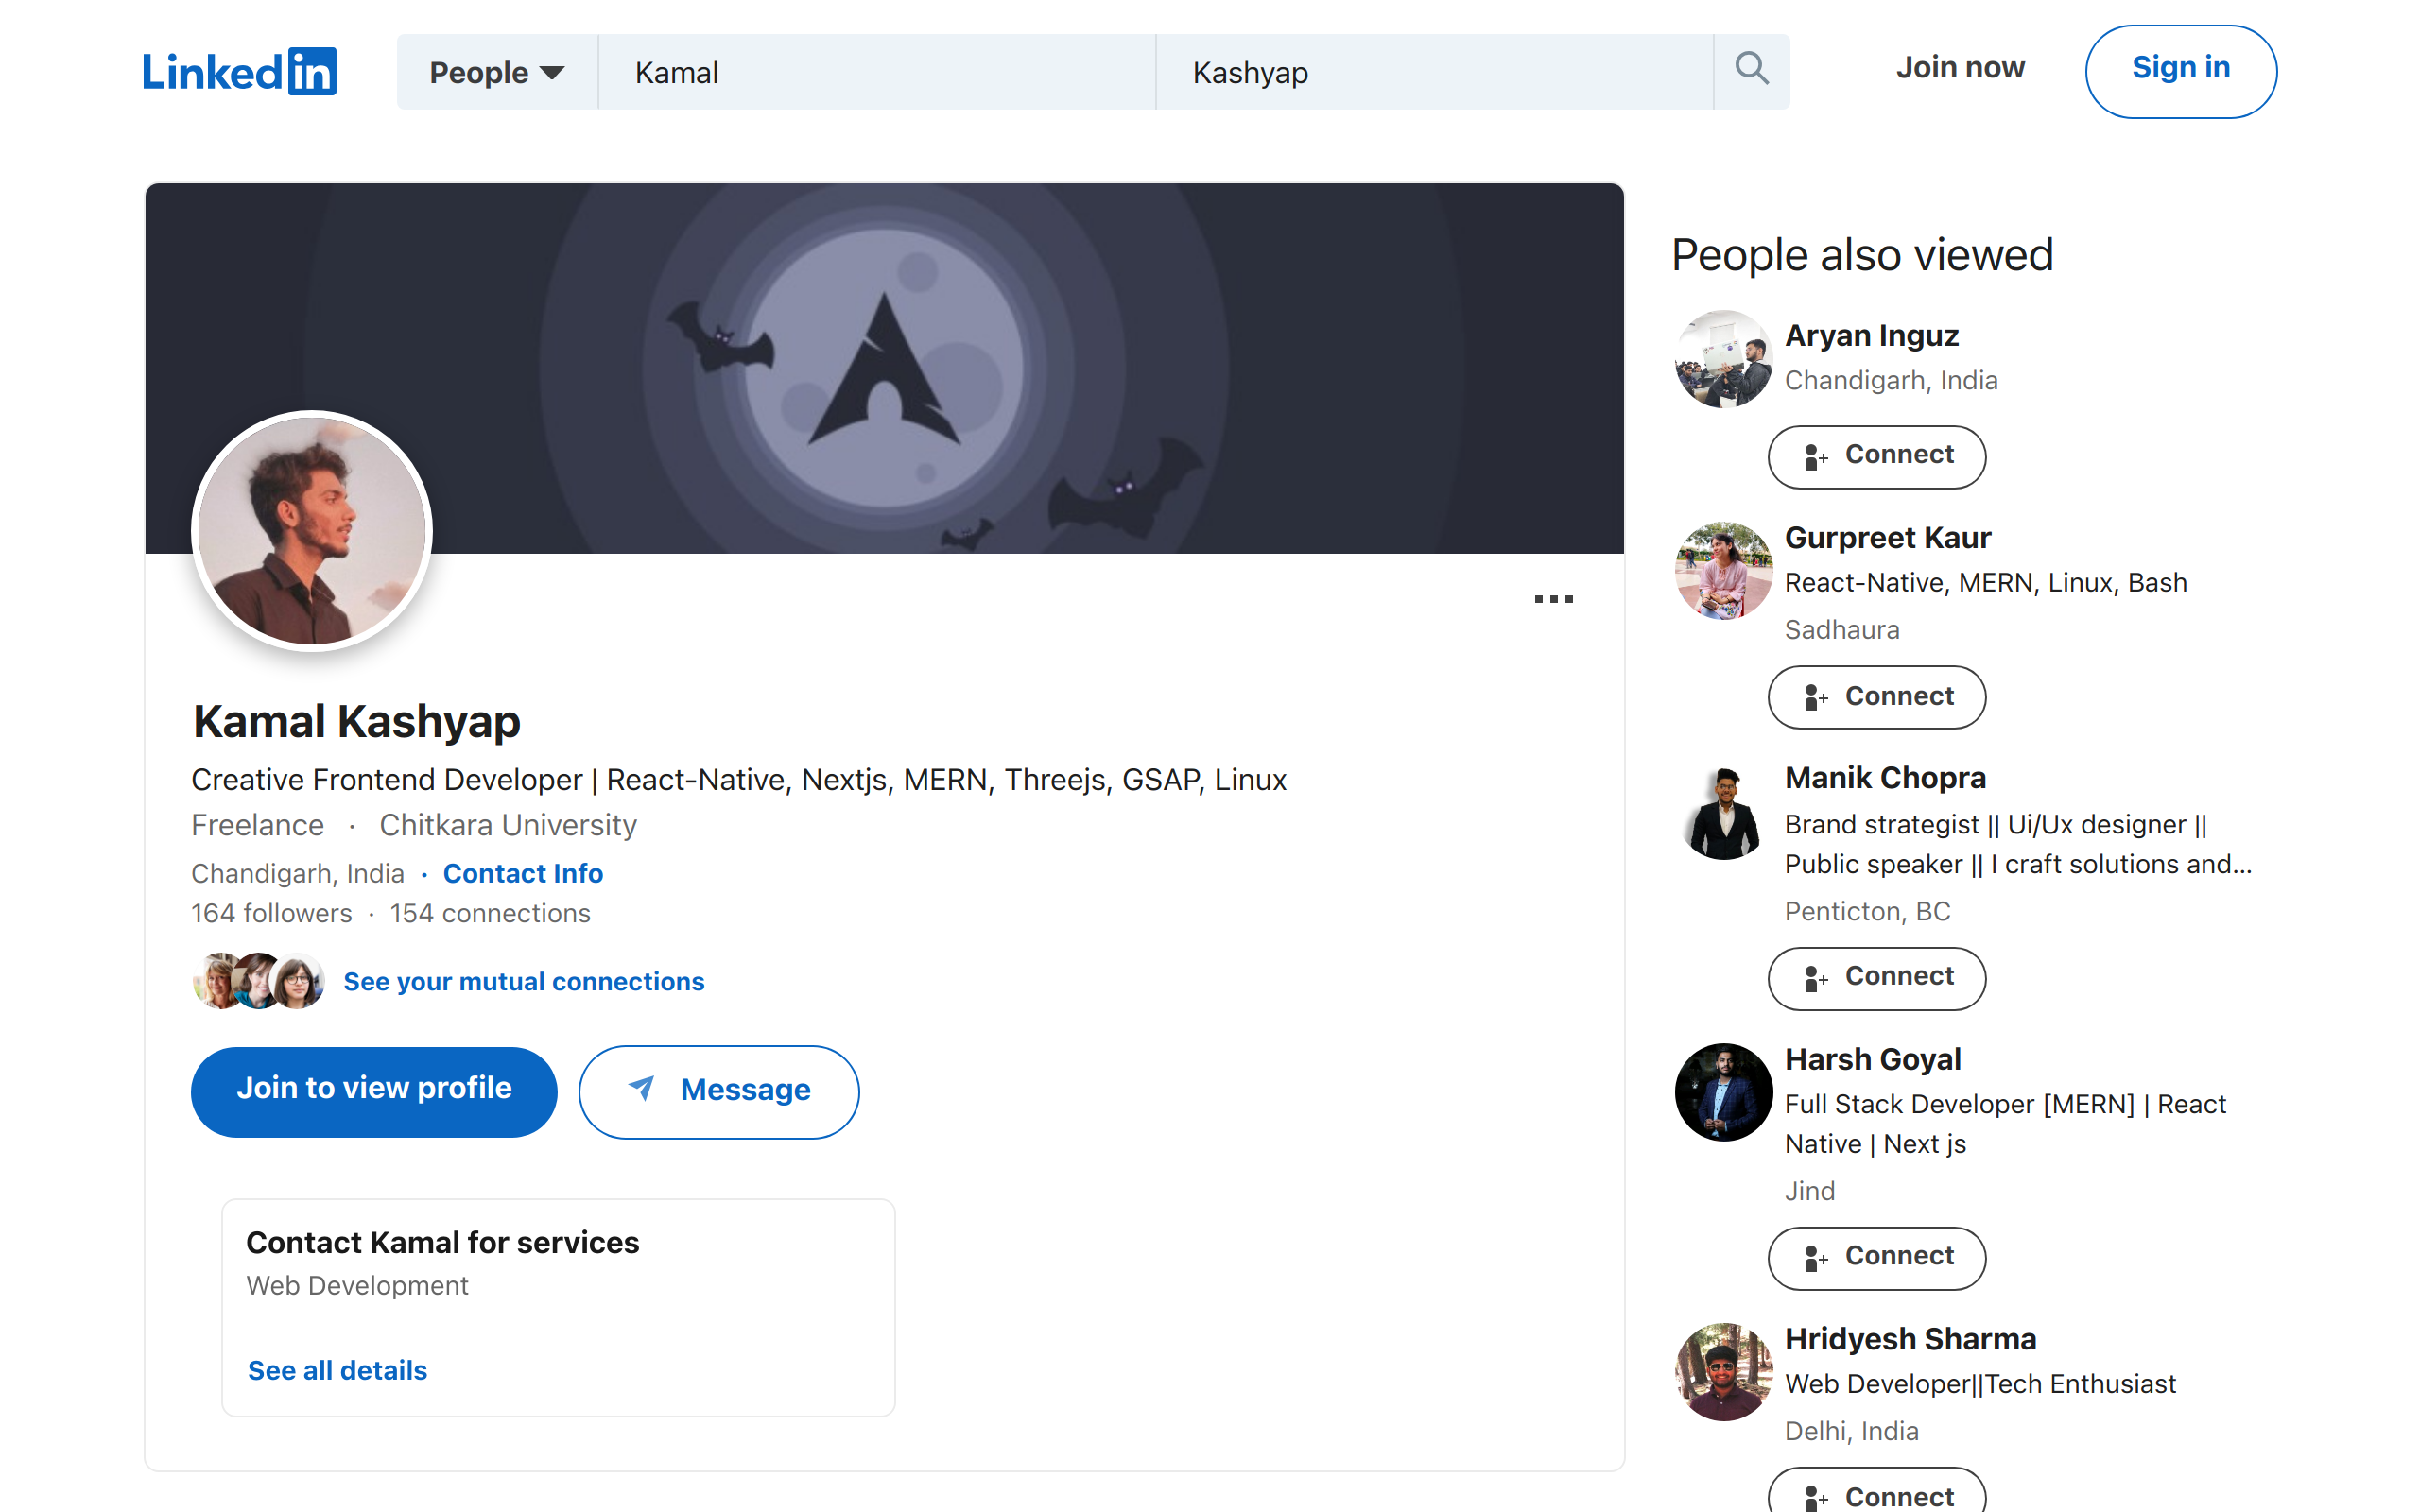 LinkedIn
People
Kamal
Kashyap
Join now
Sign in
Kamal Kashyap
Creative Frontend Developer | React-Native, Nextjs, MERN, Threejs, GSAP, Linux
Freelance · Chitkara University
Chandigarh, India · Contact Info
164 followers · 154 connections
See your mutual connections
Join to view profile
Message
Contact Kamal for services
Web Development
See all details
People also viewed
Aryan Inguz
Chandigarh, India
Connect
Gurpreet Kaur
React-Native, MERN, Linux, Bash
Sadhaura
Connect
Manik Chopra
Brand strategist || Ui/Ux designer ||
Public speaker || I craft solutions and...
Penticton, BC
Connect
Harsh Goyal
Full Stack Developer [MERN] | React
Native | Next js
Jind
Connect
Hridyesh Sharma
Web Developer||Tech Enthusiast
Delhi, India
Connect